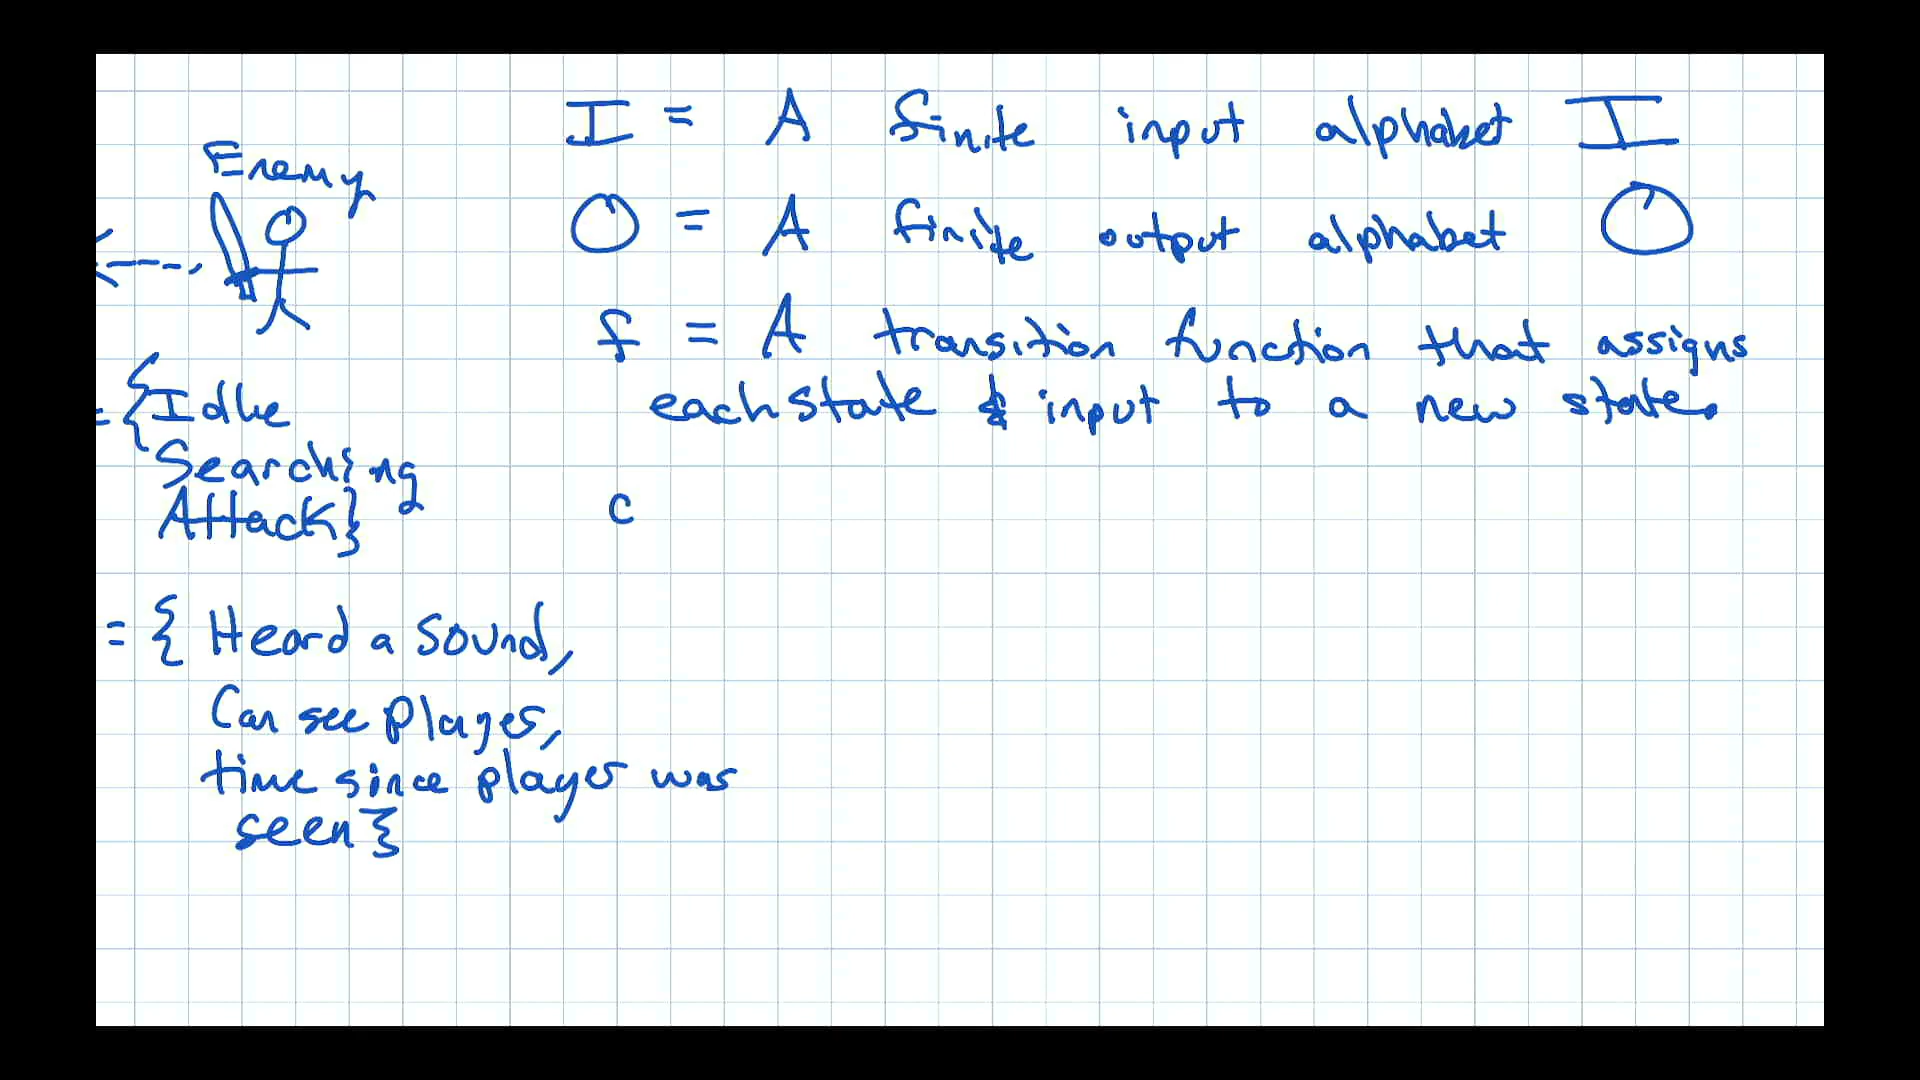 I = A finite input alphabet I
Enemy
O = A finite output alphabet O
f = A transition function that assigns
each state & input to a new state.
= {Idle
Searching
Attack}
c
= { Heard a sound,
Can see player,
time since player was
seen}